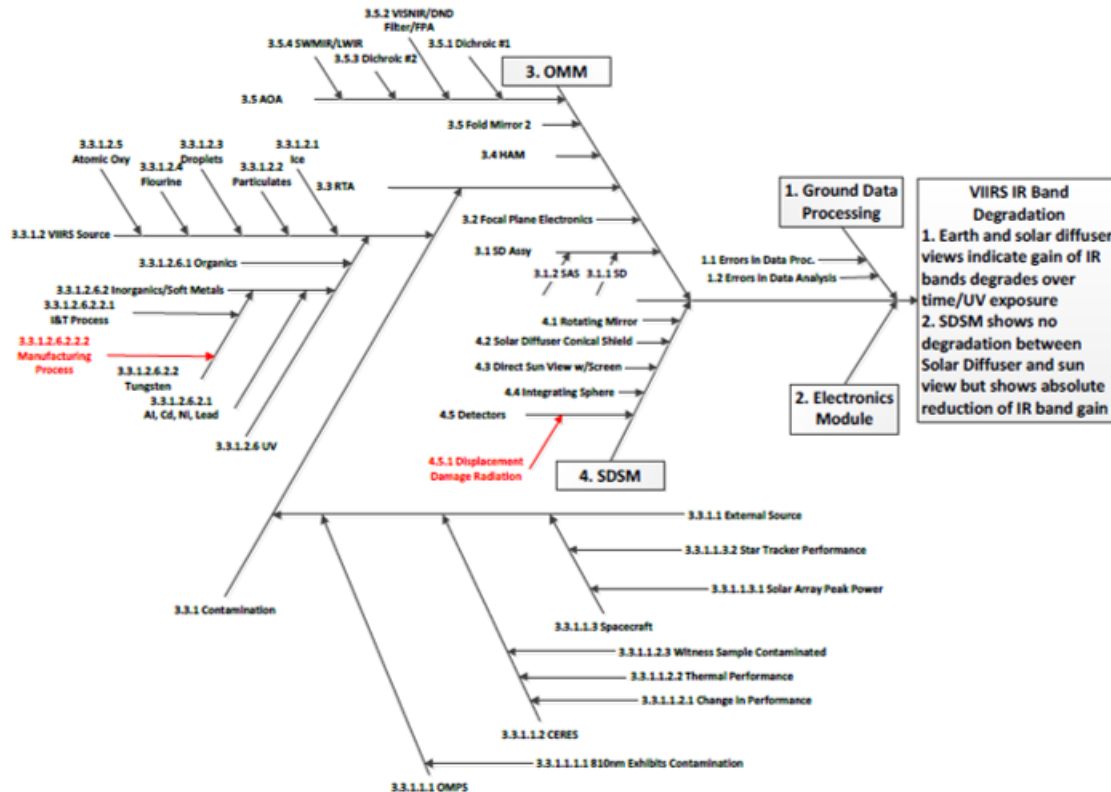 3.5.2 VISNIR/DND
Filter/FPA
3.5.4 SWMIR/LWIR
3.5.1 Dichroic #1
3.5.3 Dichroic #2
3. OMM
3.5 AOA
3.5 Fold Mirror 2
3.3.1.2.5
Atomic Oxy
3.3.1.2.3
Droplets
3.3.1.2.1
Ice
3.3.1.2.4
Flourine
3.3.1.2.2
Particulates
3.4 HAM
3.3 RTA
1. Ground Data
Processing
VIIRS IR Band
Degradation
1. Earth and solar diffuser
views indicate gain of IR
bands degrades over
time/UV exposure
2. SDSM shows no
degradation between
Solar Diffuser and sun
view but shows absolute
reduction of IR band gain
3.2 Focal Plane Electronics
3.3.1.2 VIIRS Source
3.1 SD Assy
1.1 Errors in Data Proc.
3.3.1.2.6.1 Organics
3.1.2 SAS
3.1.1 SD
1.2 Errors in Data Analysis
3.3.1.2.6.2 Inorganics/Soft Metals
3.3.1.2.6.2.2.1
I&T Process
4.1 Rotating Mirror
3.3.1.2.6.2.2.2
Manufacturing
Process
4.2 Solar Diffuser Conical Shield
4.3 Direct Sun View w/Screen
3.3.1.2.6.2.2
Tungsten
4.4 Integrating Sphere
2. Electronics
Module
3.3.1.2.6.2.1
Al, Cd, Ni, Lead
4.5 Detectors
3.3.1.2.6 UV
4.5.1 Displacement
Damage Radiation
4. SDSM
3.3.1.1 External Source
3.3.1.1.3.2 Star Tracker Performance
3.3.1.1.3.1 Solar Array Peak Power
3.3.1 Contamination
3.3.1.1.3 Spacecraft
3.3.1.1.2.3 Witness Sample Contaminated
3.3.1.1.2.2 Thermal Performance
3.3.1.1.2.1 Change in Performance
3.3.1.1.2 CERES
3.3.1.1.1.1 810nm Exhibits Contamination
3.3.1.1.1 OMPS